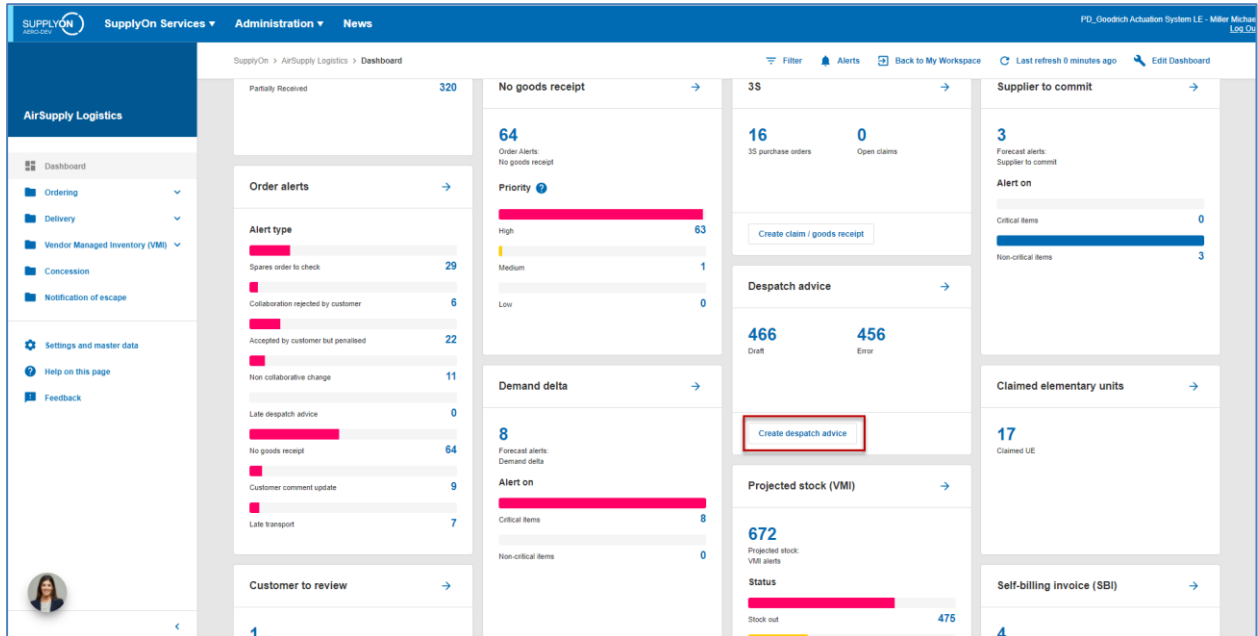 SUPPLYON
AERO-DEV
SupplyOn Services ▾
Administration ▾
News
PD_Goodrich Actuation System LE - Miller Michae
Log Ou
AirSupply Logistics
Dashboard
Ordering
Delivery
Vendor Managed Inventory (VMI)
Concession
Notification of escape
Settings and master data
Help on this page
Feedback
SupplyOn > AirSupply Logistics > Dashboard
Filter
Alerts
Back to My Workspace
Last refresh 0 minutes ago
Edit Dashboard
Partially Received 320
Order alerts
Alert type
Spares order to check 29
Collaboration rejected by customer 6
Accepted by customer but penalised 22
Non collaborative change 11
Late despatch advice 0
No goods receipt 64
Customer comment update 9
Late transport 7
Customer to review
1
No goods receipt
64
Order Alerts:
No goods receipt
Priority ?
High 63
Medium 1
Low 0
Demand delta
8
Forecast alerts:
Demand delta
Alert on
Critical items 8
Non-critical items 0
3S
16 0
3S purchase orders Open claims
Create claim / goods receipt
Despatch advice
466 456
Draft Error
Create despatch advice
Projected stock (VMI)
672
Projected stock:
VMI alerts
Status
Stock out 475
Supplier to commit
3
Forecast alerts:
Supplier to commit
Alert on
Critical items 0
Non-critical items 3
Claimed elementary units
17
Claimed UE
Self-billing invoice (SBI)
4